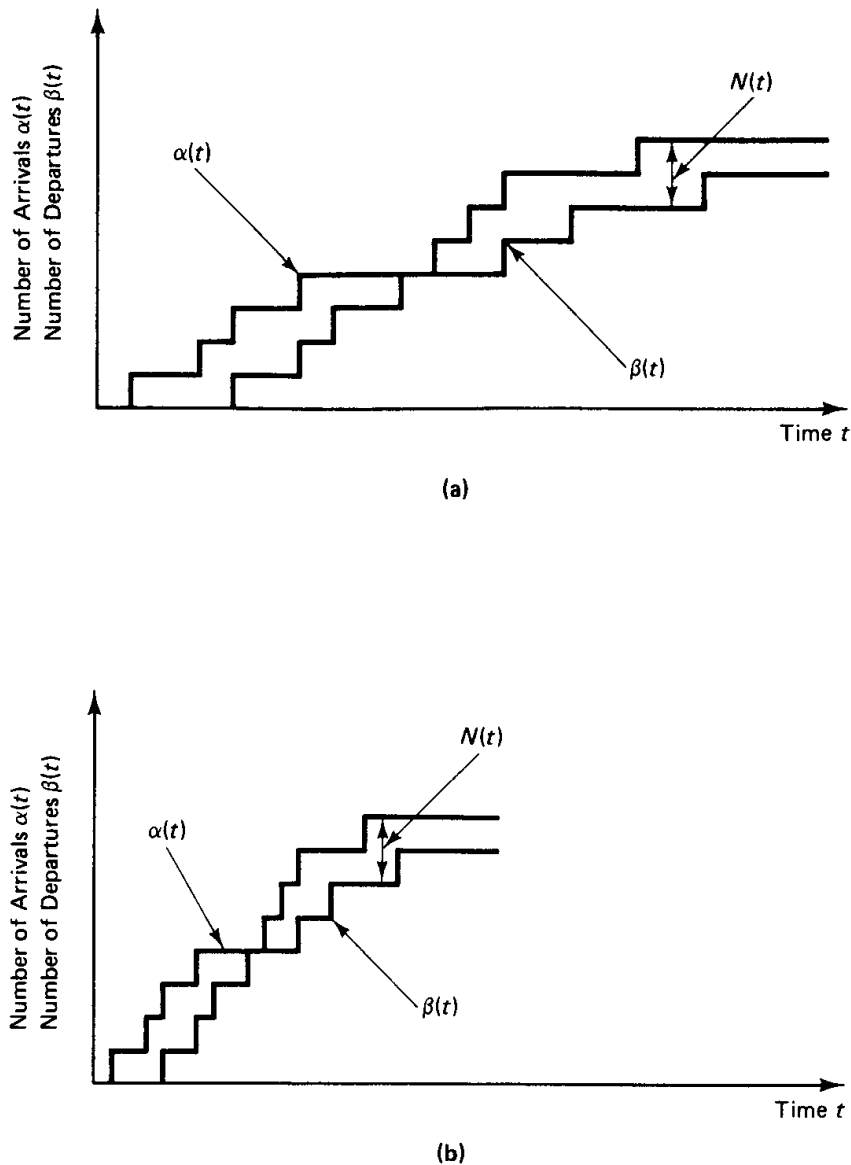 Number of Arrivals α(t)
Number of Departures β(t)
α(t)
N(t)
β(t)
Time t
(a)
Number of Arrivals α(t)
Number of Departures β(t)
α(t)
N(t)
β(t)
Time t
(b)